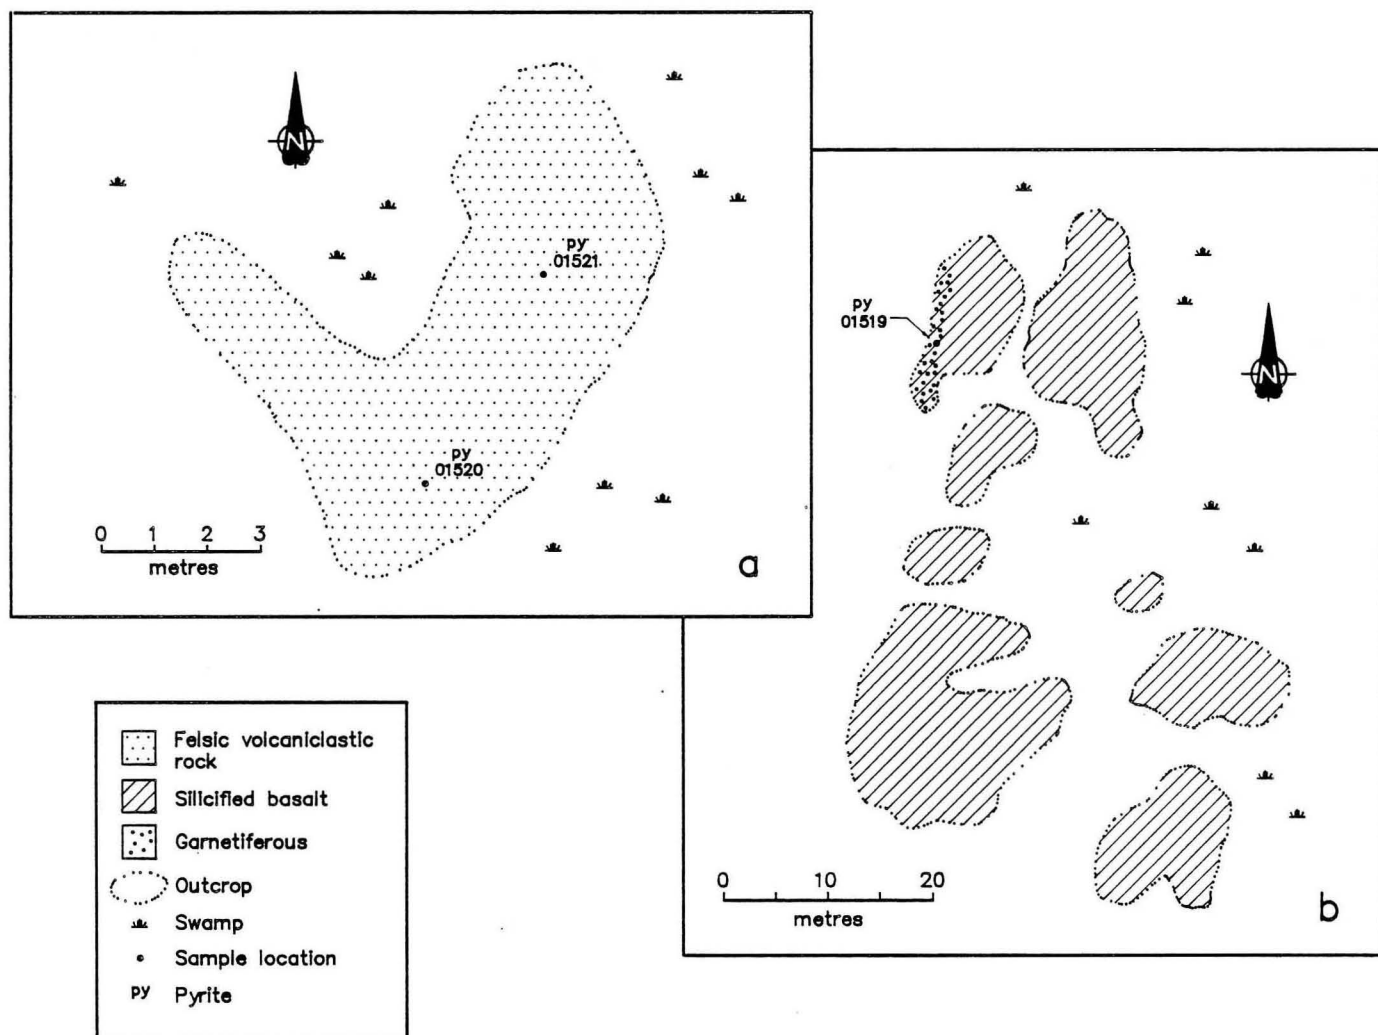 N
py
01521
py
01520
0 1 2 3
metres
a
py
01519
N
0 10 20
metres
b
Felsic volcaniclastic
rock
Silicified basalt
Garnetiferous
Outcrop
Swamp
Sample location
py Pyrite